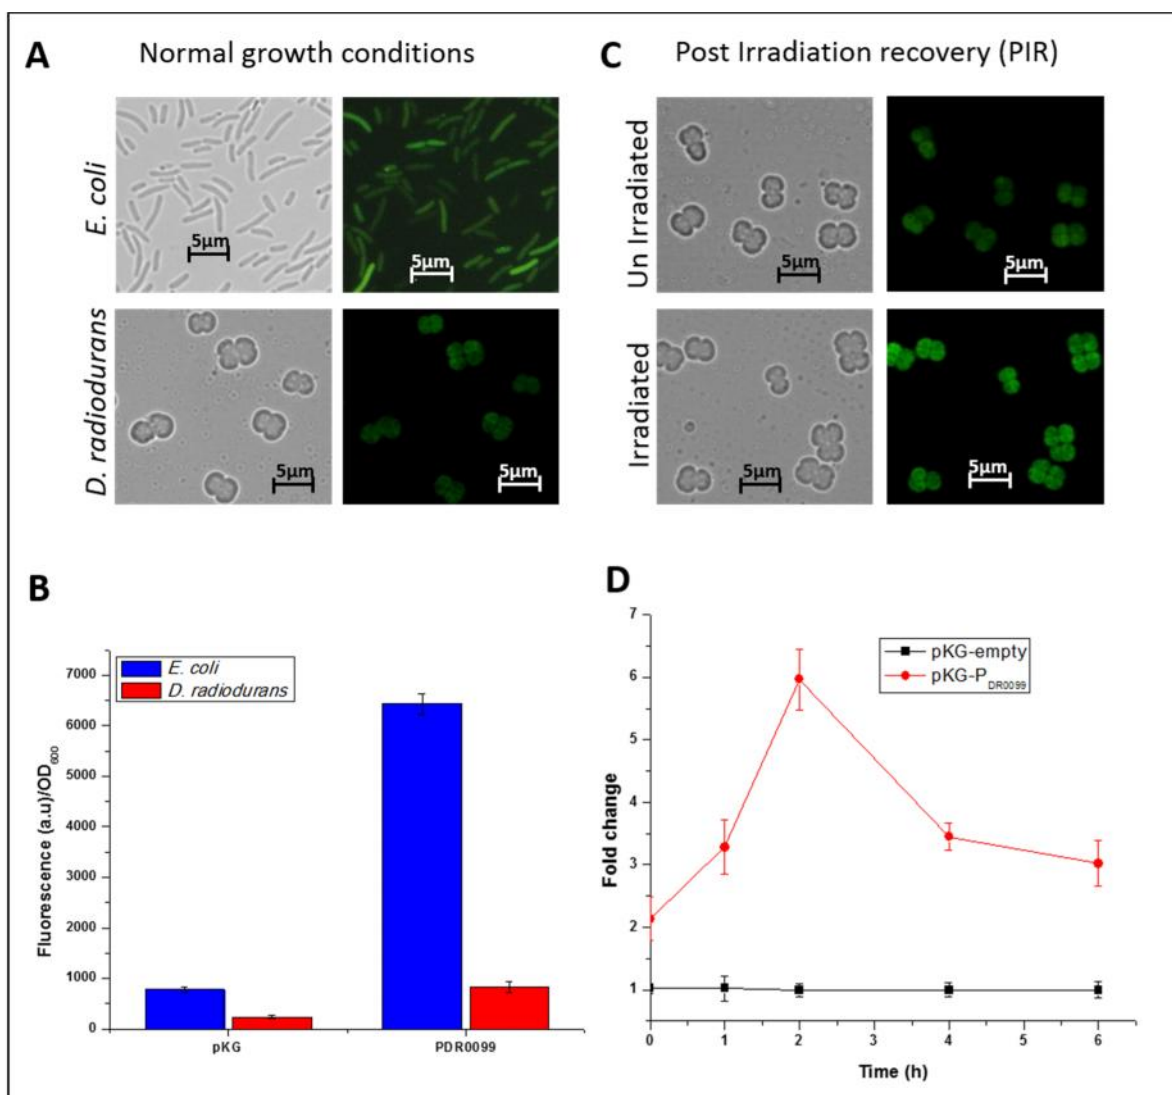 A
Normal growth conditions
E. coli
5μm
5μm
D. radiodurans
5μm
5μm
C
Post Irradiation recovery (PIR)
Un Irradiated
5μm
5μm
Irradiated
5μm
5μm
B
E. coli
D. radiodurans
Fluorescence (a.u)/OD600
7000
6000
5000
4000
3000
2000
1000
0
pKG
PDR0099
D
pKG-empty
pKG-PDR0099
Fold change
7
6
5
4
3
2
1
0 1 2 4 6
Time (h)